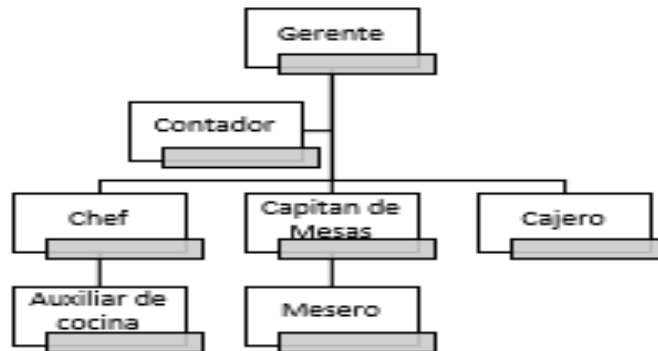 Gerente
Contador
Chef
Capitan de
Mesas
Cajero
Auxiliar de
cocina
Mesero